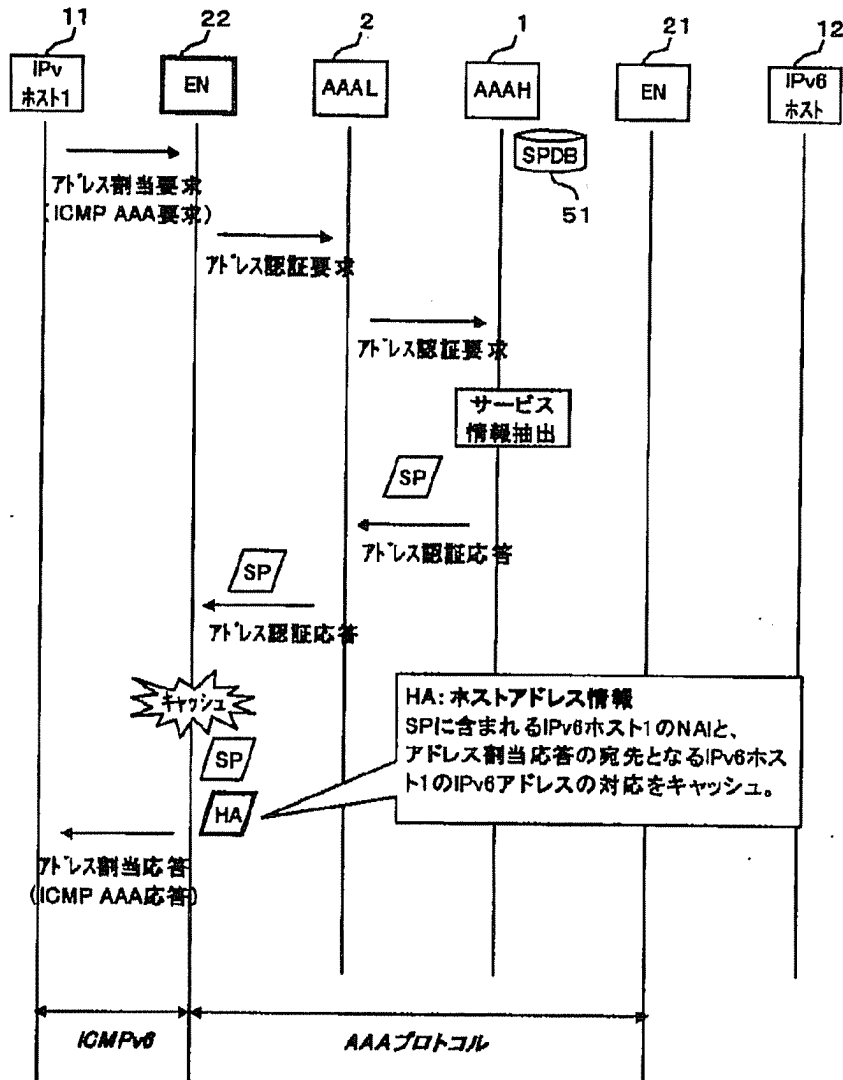 11
22
2
1
21
12
IPv
ホスト1
EN
AAAL
AAAH
EN
IPv6
ホスト
SPDB
51
アドレス割当要求
(ICMP AAA要求)
アドレス認証要求
アドレス認証要求
サービス
情報抽出
SP
アドレス認証応答
SP
アドレス認証応答
キャッシュ
SP
HA
HA:ホストアドレス情報
SPに含まれるIPv6ホスト1のNAIと、
アドレス割当応答の宛先となるIPv6ホス
ト1のIPv6アドレスの対応をキャッシュ。
アドレス割当応答
(ICMP AAA応答)
ICMPv6
AAAプロトコル